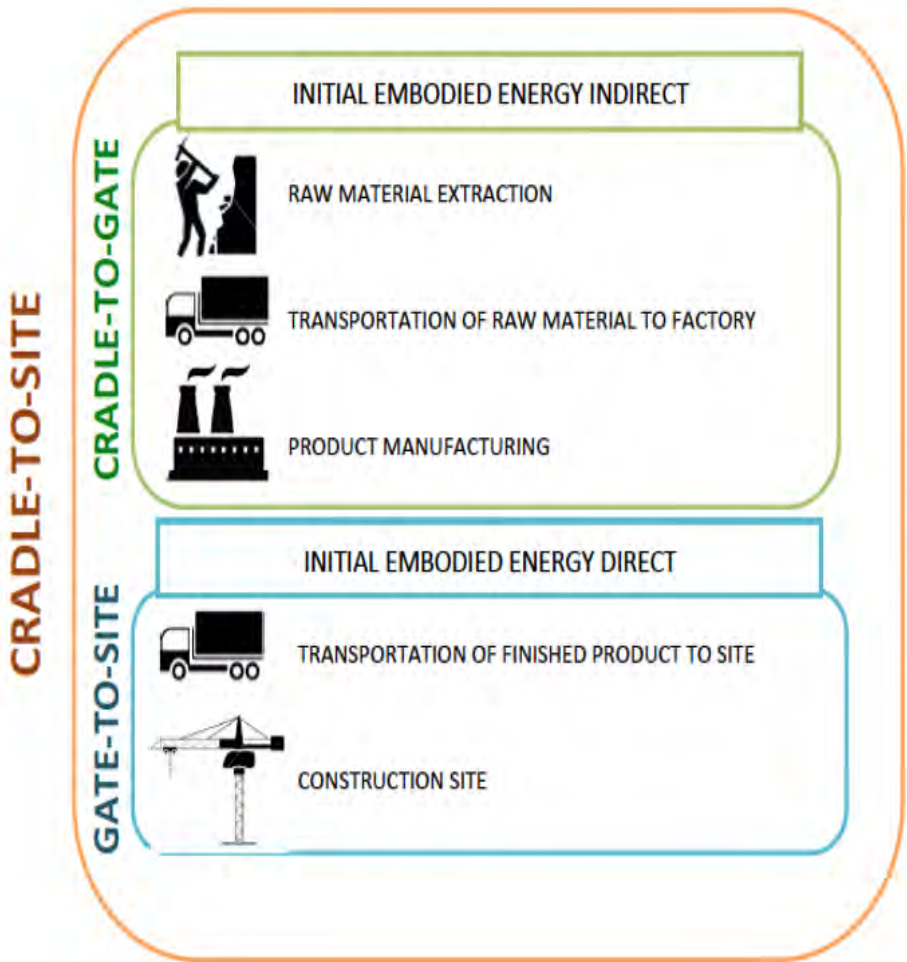 CRADLE-TO-SITE
CRADLE-TO-GATE
INITIAL EMBODIED ENERGY INDIRECT
RAW MATERIAL EXTRACTION
TRANSPORTATION OF RAW MATERIAL TO FACTORY
PRODUCT MANUFACTURING
GATE-TO-SITE
INITIAL EMBODIED ENERGY DIRECT
TRANSPORTATION OF FINISHED PRODUCT TO SITE
CONSTRUCTION SITE